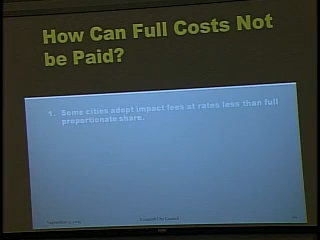 How Can Full Costs Not
be Paid?
1. Some cities adopt impact fees at rates less than full
proportionate share.